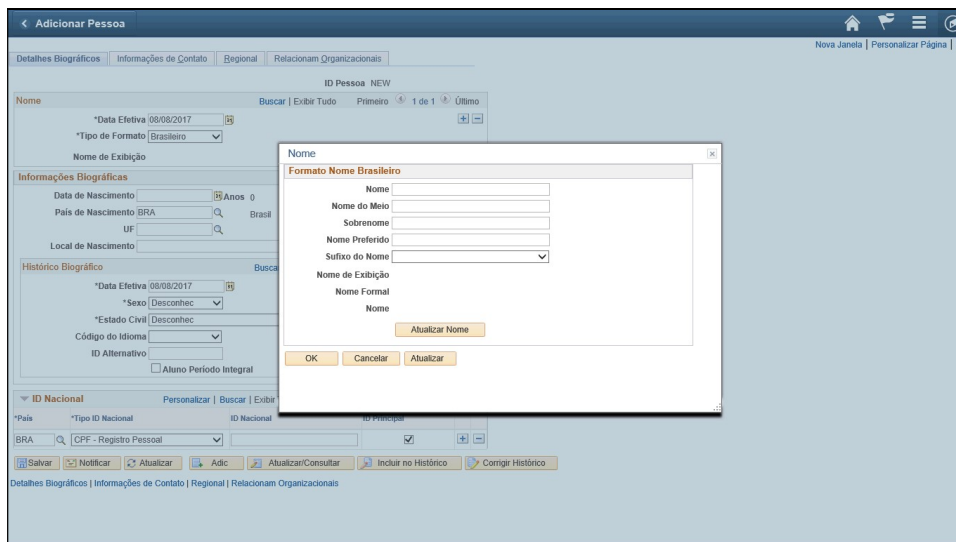 Adicionar Pessoa
Nova Janela | Personalizar Página |
Detalhes Biográficos Informações de Contato Regional Relacionam Organizacionais
ID Pessoa NEW
Nome Buscar | Exibir Tudo Primeiro 1 de 1 Último
*Data Efetiva 08/08/2017
*Tipo de Formato Brasileiro
Nome de Exibição
Informações Biográficas
Data de Nascimento Anos 0
País de Nascimento BRA Brasil
UF
Local de Nascimento
Histórico Biográfico Busca
*Data Efetiva 08/08/2017
*Sexo Desconhec
*Estado Civil Desconhec
Código do Idioma
ID Alternativo
Aluno Período Integral
ID Nacional Personalizar | Buscar | Exibir
*País *Tipo ID Nacional ID Nacional ID Principal
BRA CPF - Registro Pessoal
Salvar Notificar Atualizar Adic Atualizar/Consultar Incluir no Histórico Corrigir Histórico
Detalhes Biográficos | Informações de Contato | Regional | Relacionam Organizacionais
Nome
Formato Nome Brasileiro
Nome
Nome do Meio
Sobrenome
Nome Preferido
Sufixo do Nome
Nome de Exibição
Nome Formal
Nome
Atualizar Nome
OK Cancelar Atualizar